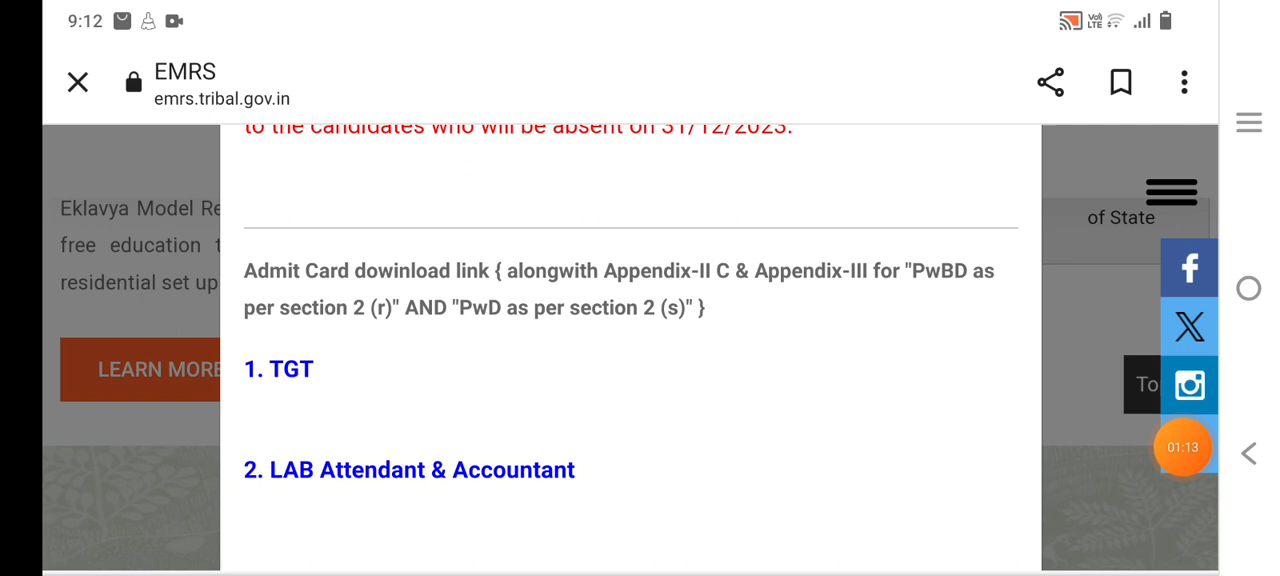 9:12
Vo)) LTE
EMRS
emrs.tribal.gov.in
to the candidates who will be absent on 31/12/2023.
Eklavya Model Re
free education t
residential set up
of State
Admit Card dowinload link { alongwith Appendix-II C & Appendix-III for "PwBD as
per section 2 (r)" AND "PwD as per section 2 (s)" }
LEARN MORE
1. TGT
To
01:13
2. LAB Attendant & Accountant